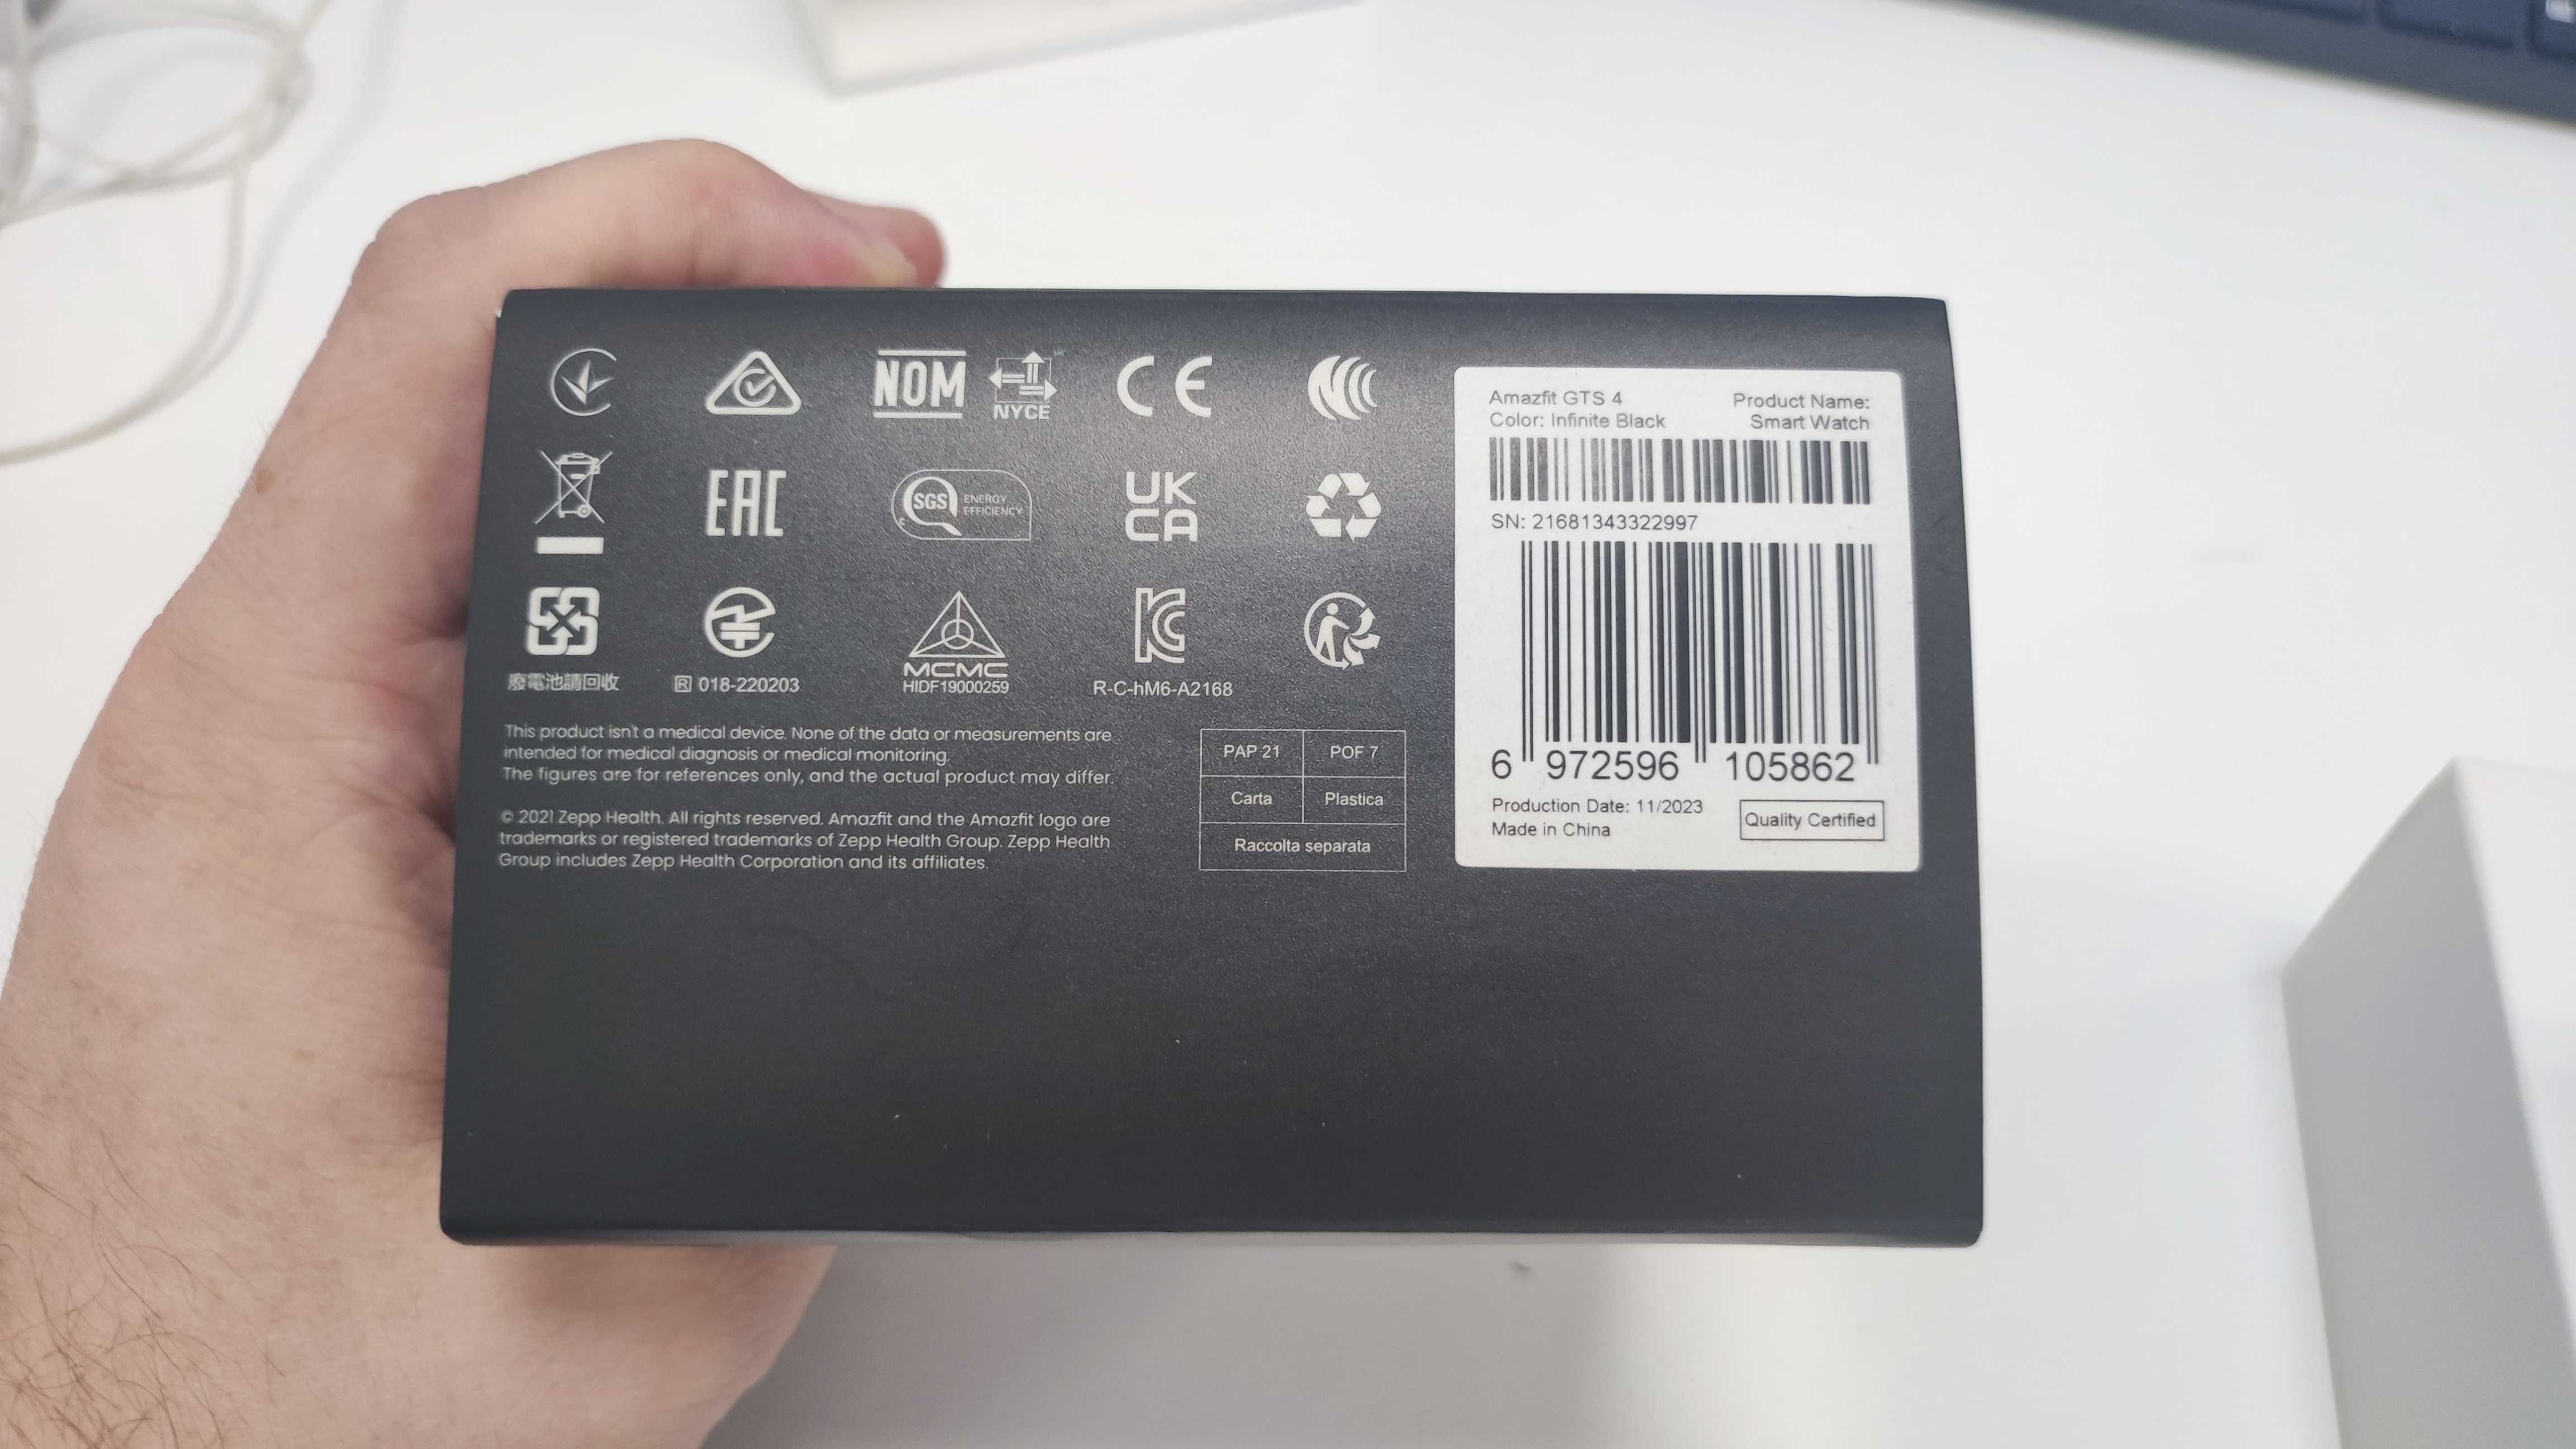 NOM
NYCE
CE
EAC
SGS ENERGY
EFFICIENCY
UK
CA
廢電池請回收
R 018-220203
MCMC
HIDF19000259
R-C-hM6-A2168
This product isn't a medical device. None of the data or measurements are
intended for medical diagnosis or medical monitoring.
The figures are for references only, and the actual product may differ.
© 2021 Zepp Health. All rights reserved. Amazfit and the Amazfit logo are
trademarks or registered trademarks of Zepp Health Group. Zepp Health
Group includes Zepp Health Corporation and its affiliates.
PAP 21 POF 7
Carta Plastica
Raccolta separata
Amazfit GTS 4
Color: Infinite Black
Product Name:
Smart Watch
SN: 21681343322997
6 972596 105862
Production Date: 11/2023
Made in China
Quality Certified